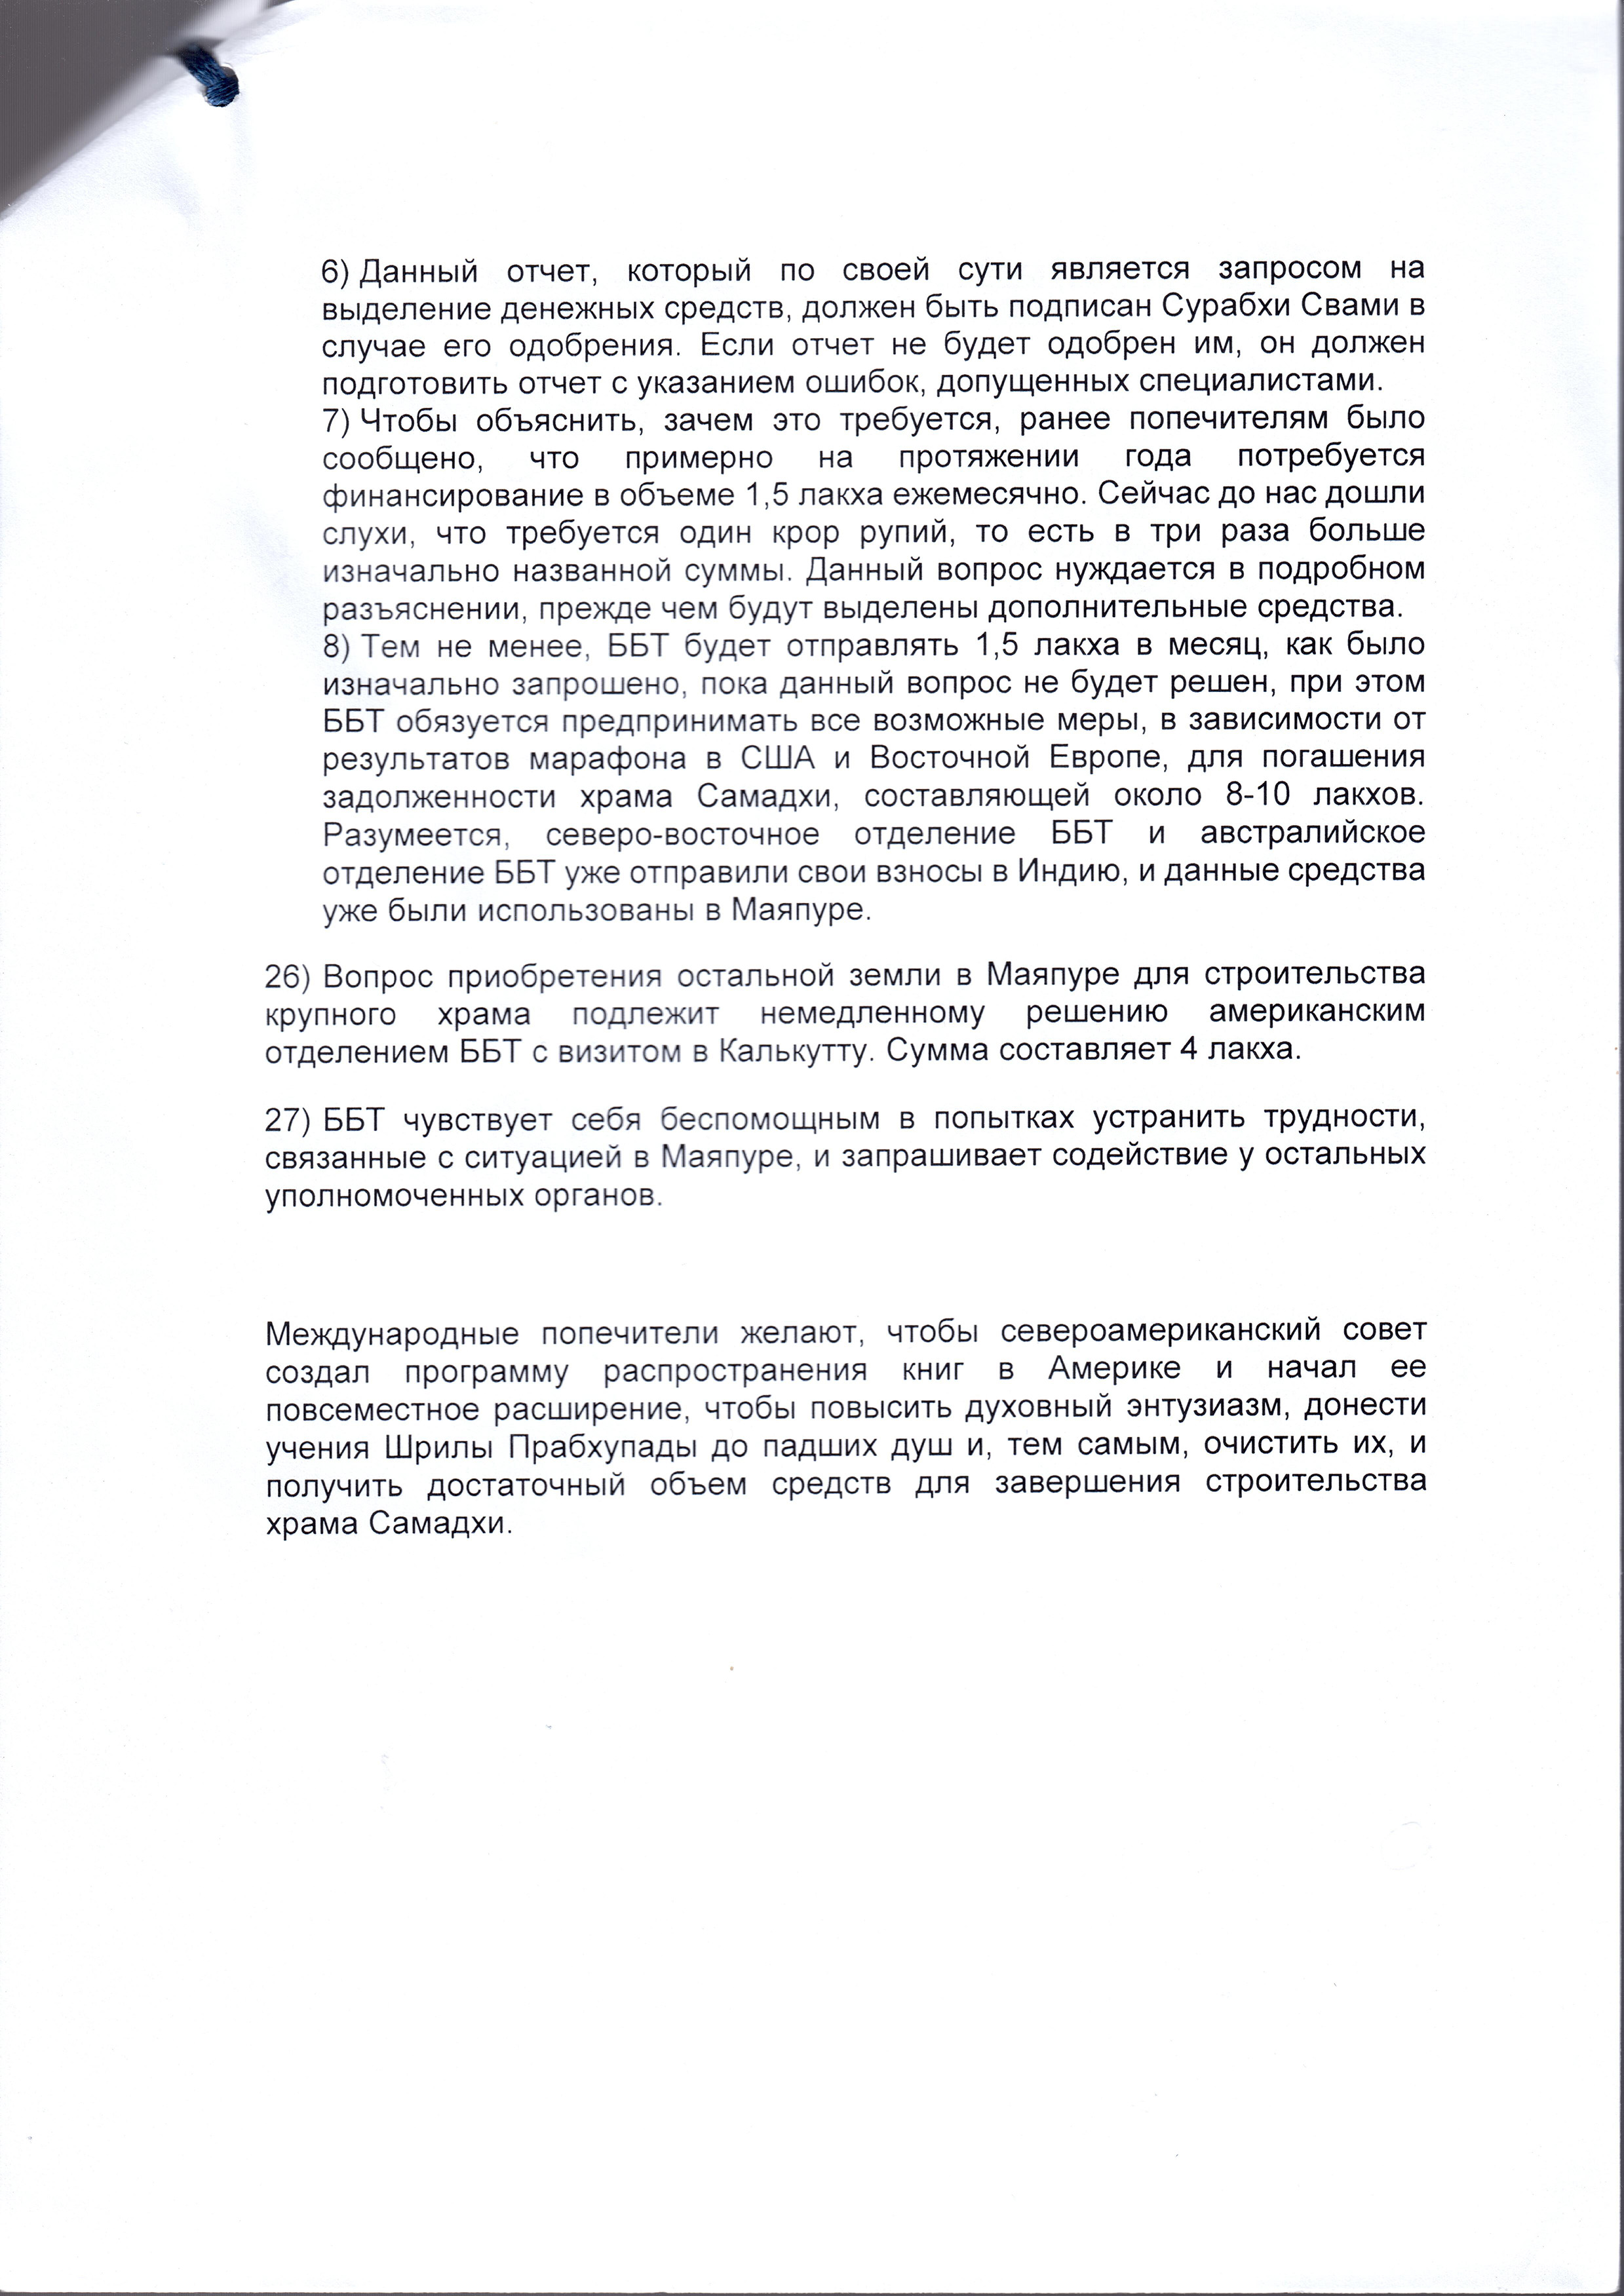 6) Данный отчет, который по своей сути является запросом на
выделение денежных средств, должен быть подписан Сурабхи Свами в
случае его одобрения. Если отчет не будет одобрен им, он должен
подготовить отчет с указанием ошибок, допущенных специалистами.
7) Чтобы объяснить, зачем это требуется, ранее попечителям было
сообщено, что примерно на протяжении года потребуется
финансирование в объеме 1,5 лакха ежемесячно. Сейчас до нас дошли
слухи, что требуется один крор рупий, то есть в три раза больше
изначально названной суммы. Данный вопрос нуждается в подробном
разъяснении, прежде чем будут выделены дополнительные средства.
8) Тем не менее, ББТ будет отправлять 1,5 лакха в месяц, как было
изначально запрошено, пока данный вопрос не будет решен, при этом
ББТ обязуется предпринимать все возможные меры, в зависимости от
результатов марафона в США и Восточной Европе, для погашения
задолженности храма Самадхи, составляющей около 8-10 лакхов.
Разумеется, северо-восточное отделение ББТ и австралийское
отделение ББТ уже отправили свои взносы в Индию, и данные средства
уже были использованы в Маяпуре.
26) Вопрос приобретения остальной земли в Маяпуре для строительства
крупного храма подлежит немедленному решению американским
отделением ББТ с визитом в Калькутту. Сумма составляет 4 лакха.
27) ББТ чувствует себя беспомощным в попытках устранить трудности,
связанные с ситуацией в Маяпуре, и запрашивает содействие у остальных
уполномоченных органов.
Международные попечители желают, чтобы североамериканский совет
создал программу распространения книг в Америке и начал ее
повсеместное расширение, чтобы повысить духовный энтузиазм, донести
учения Шрилы Прабхупады до падших душ и, тем самым, очистить их, и
получить достаточный объем средств для завершения строительства
храма Самадхи.